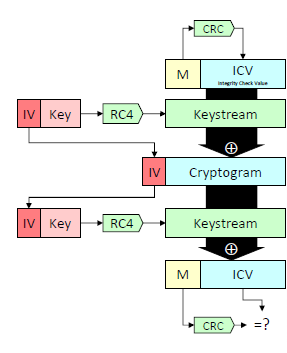 CRC
M
ICV
Integrity Check Value
IV Key
RC4
Keystream
⊕
IV Cryptogram
IV Key
RC4
Keystream
⊕
M
ICV
CRC
=?